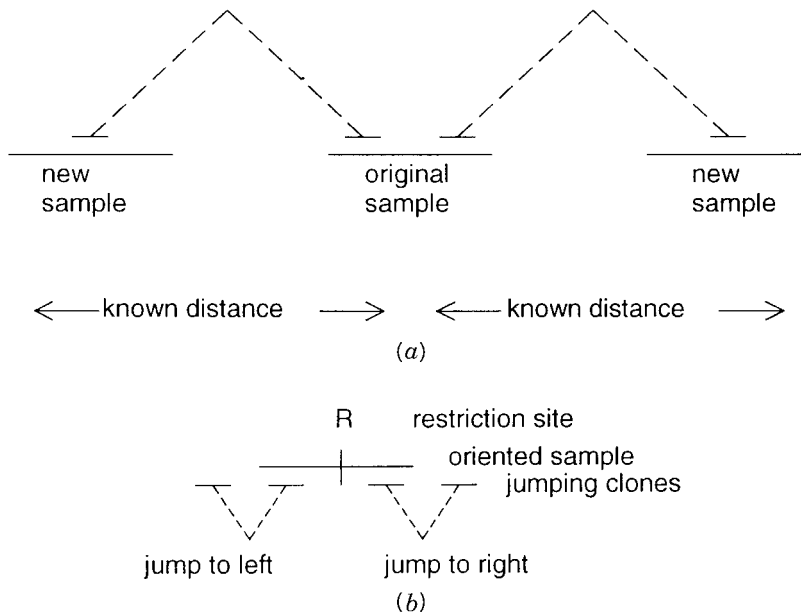 new
sample
original
sample
new
sample
known distance
known distance
(a)
R restriction site
oriented sample
jumping clones
jump to left
jump to right
(b)